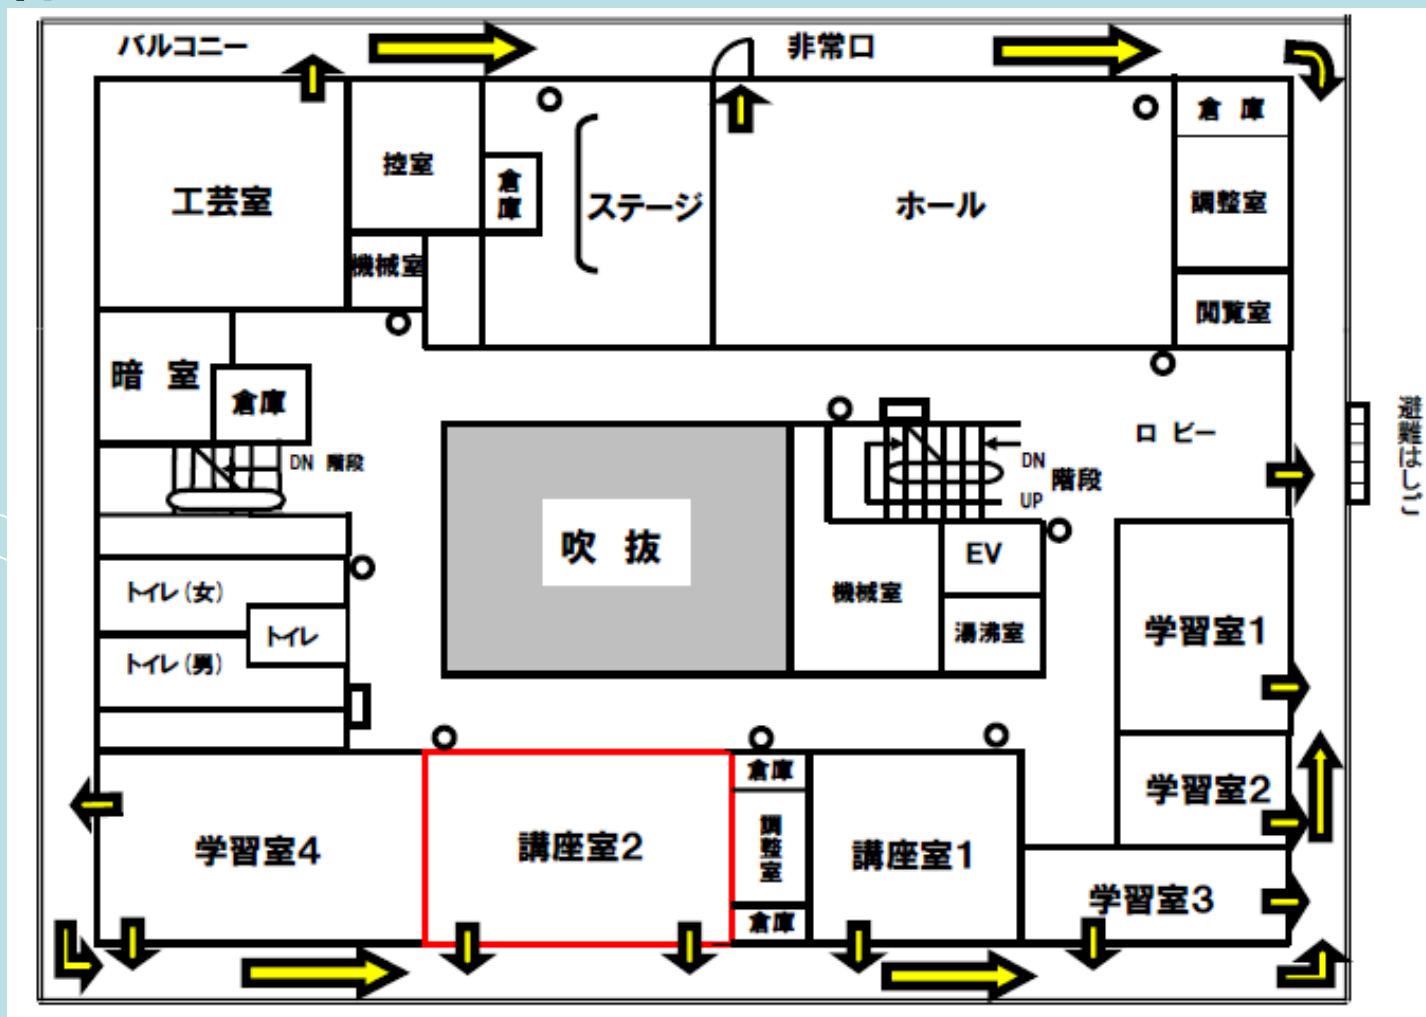 バルコニー
非常口
倉 庫
控室
倉庫
工芸室
ステージ
ホール
調整室
機械室
閲覧室
暗 室
倉庫
ロ ビー
避難はしご
DN 階段
DN
階段
UP
吹 抜
EV
トイレ(女)
機械室
湯沸室
学習室1
トイレ
トイレ(男)
倉庫
学習室2
調整室
学習室4
講座室2
講座室1
学習室3
倉庫